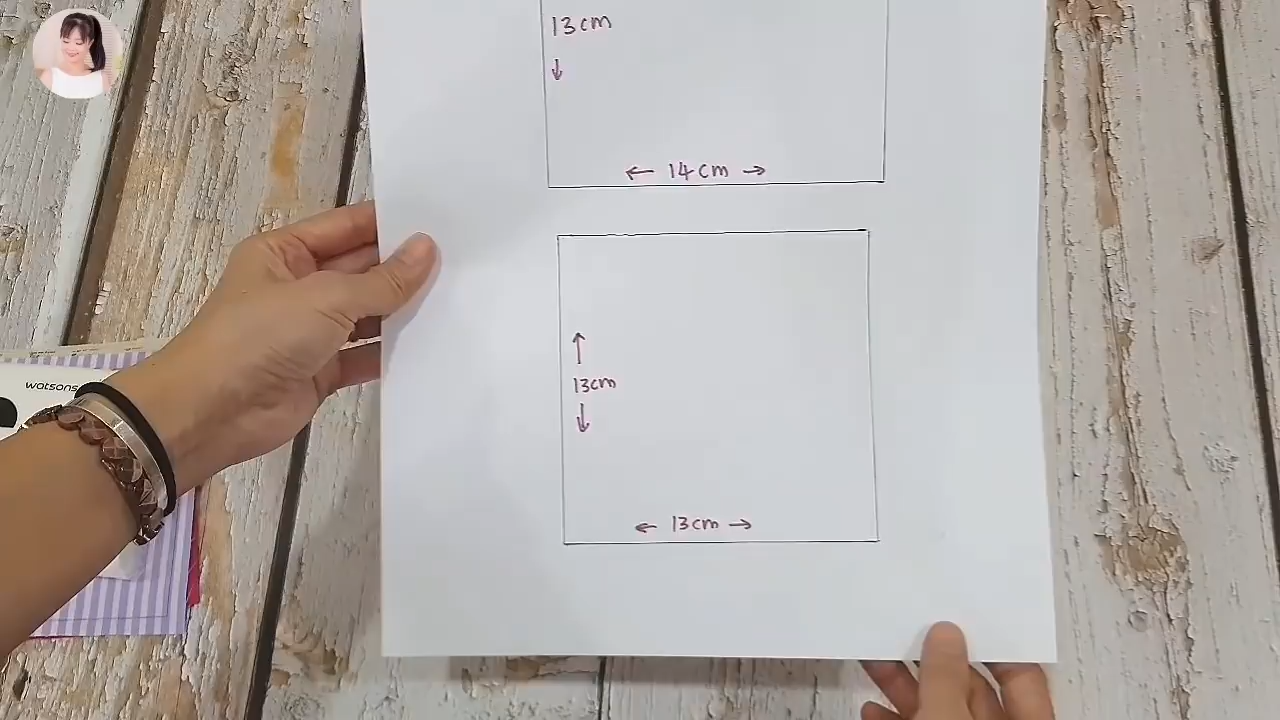 13cm
↓
← 14cm →
↑
13cm
↓
← 13cm →
watsons